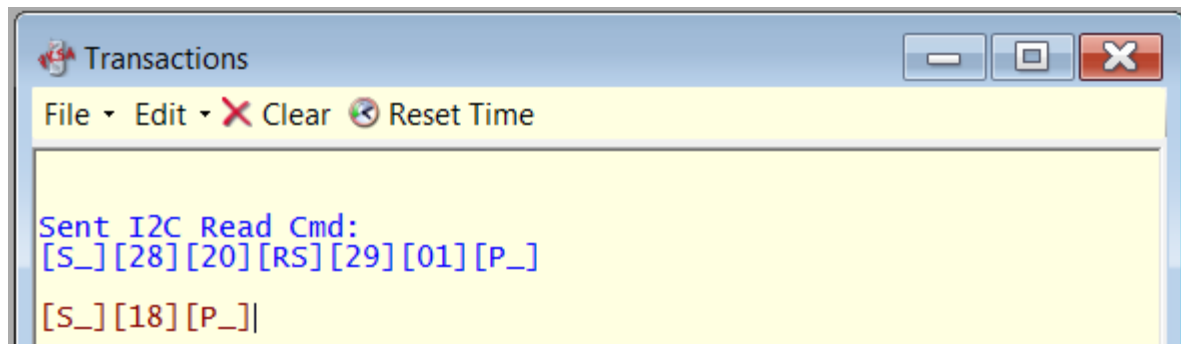 Transactions
File Edit Clear Reset Time
Sent I2C Read Cmd:
[S_][28][20][RS][29][01][P_]
[S_][18][P_]